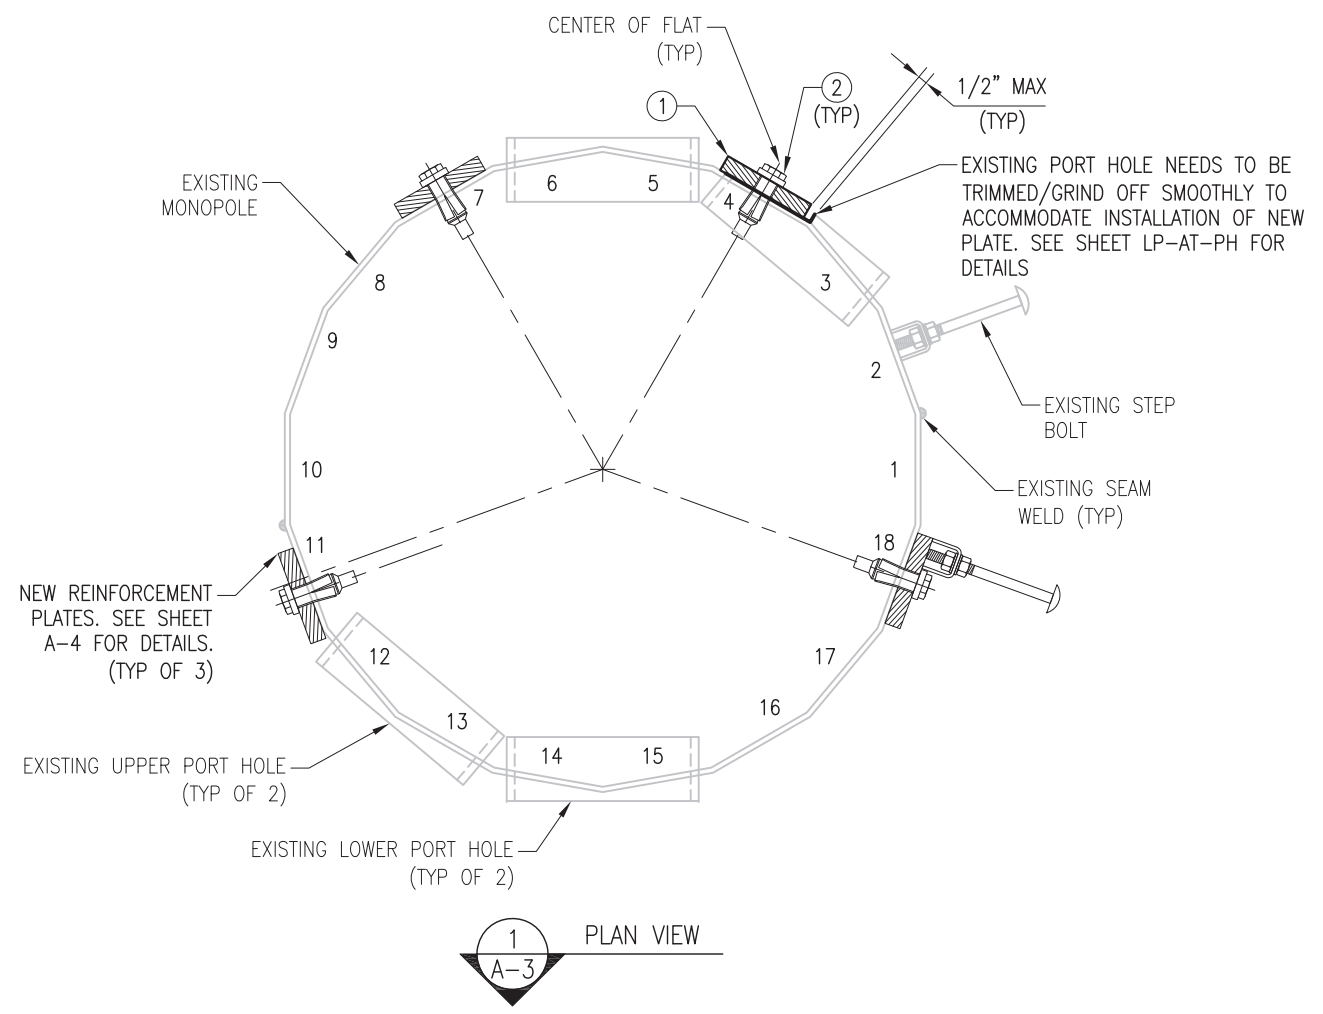 CENTER OF FLAT
(TYP)
1
2
(TYP)
1/2" MAX
(TYP)
EXISTING PORT HOLE NEEDS TO BE
TRIMMED/GRIND OFF SMOOTHLY TO
ACCOMMODATE INSTALLATION OF NEW
PLATE. SEE SHEET LP-AT-PH FOR
DETAILS
EXISTING
MONOPOLE
7
6
5
4
8
3
9
2
EXISTING STEP
BOLT
10
1
EXISTING SEAM
WELD (TYP)
11
18
NEW REINFORCEMENT
PLATES. SEE SHEET
A-4 FOR DETAILS.
(TYP OF 3)
12
17
13
16
14
15
EXISTING UPPER PORT HOLE
(TYP OF 2)
EXISTING LOWER PORT HOLE
(TYP OF 2)
1
A-3
PLAN VIEW